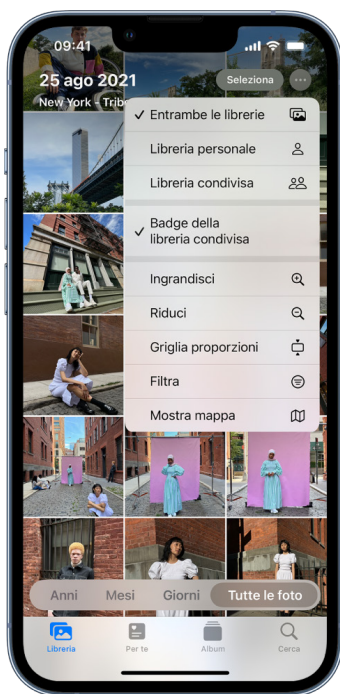 09:41
25 ago 2021
Seleziona
New York - Tribe
Entrambe le librerie
Libreria personale
Libreria condivisa
Badge della
libreria condivisa
Ingrandisci
Riduci
Griglia proporzioni
Filtra
Mostra mappa
Anni Mesi Giorni Tutte le foto
Libreria Per te Album Cerca